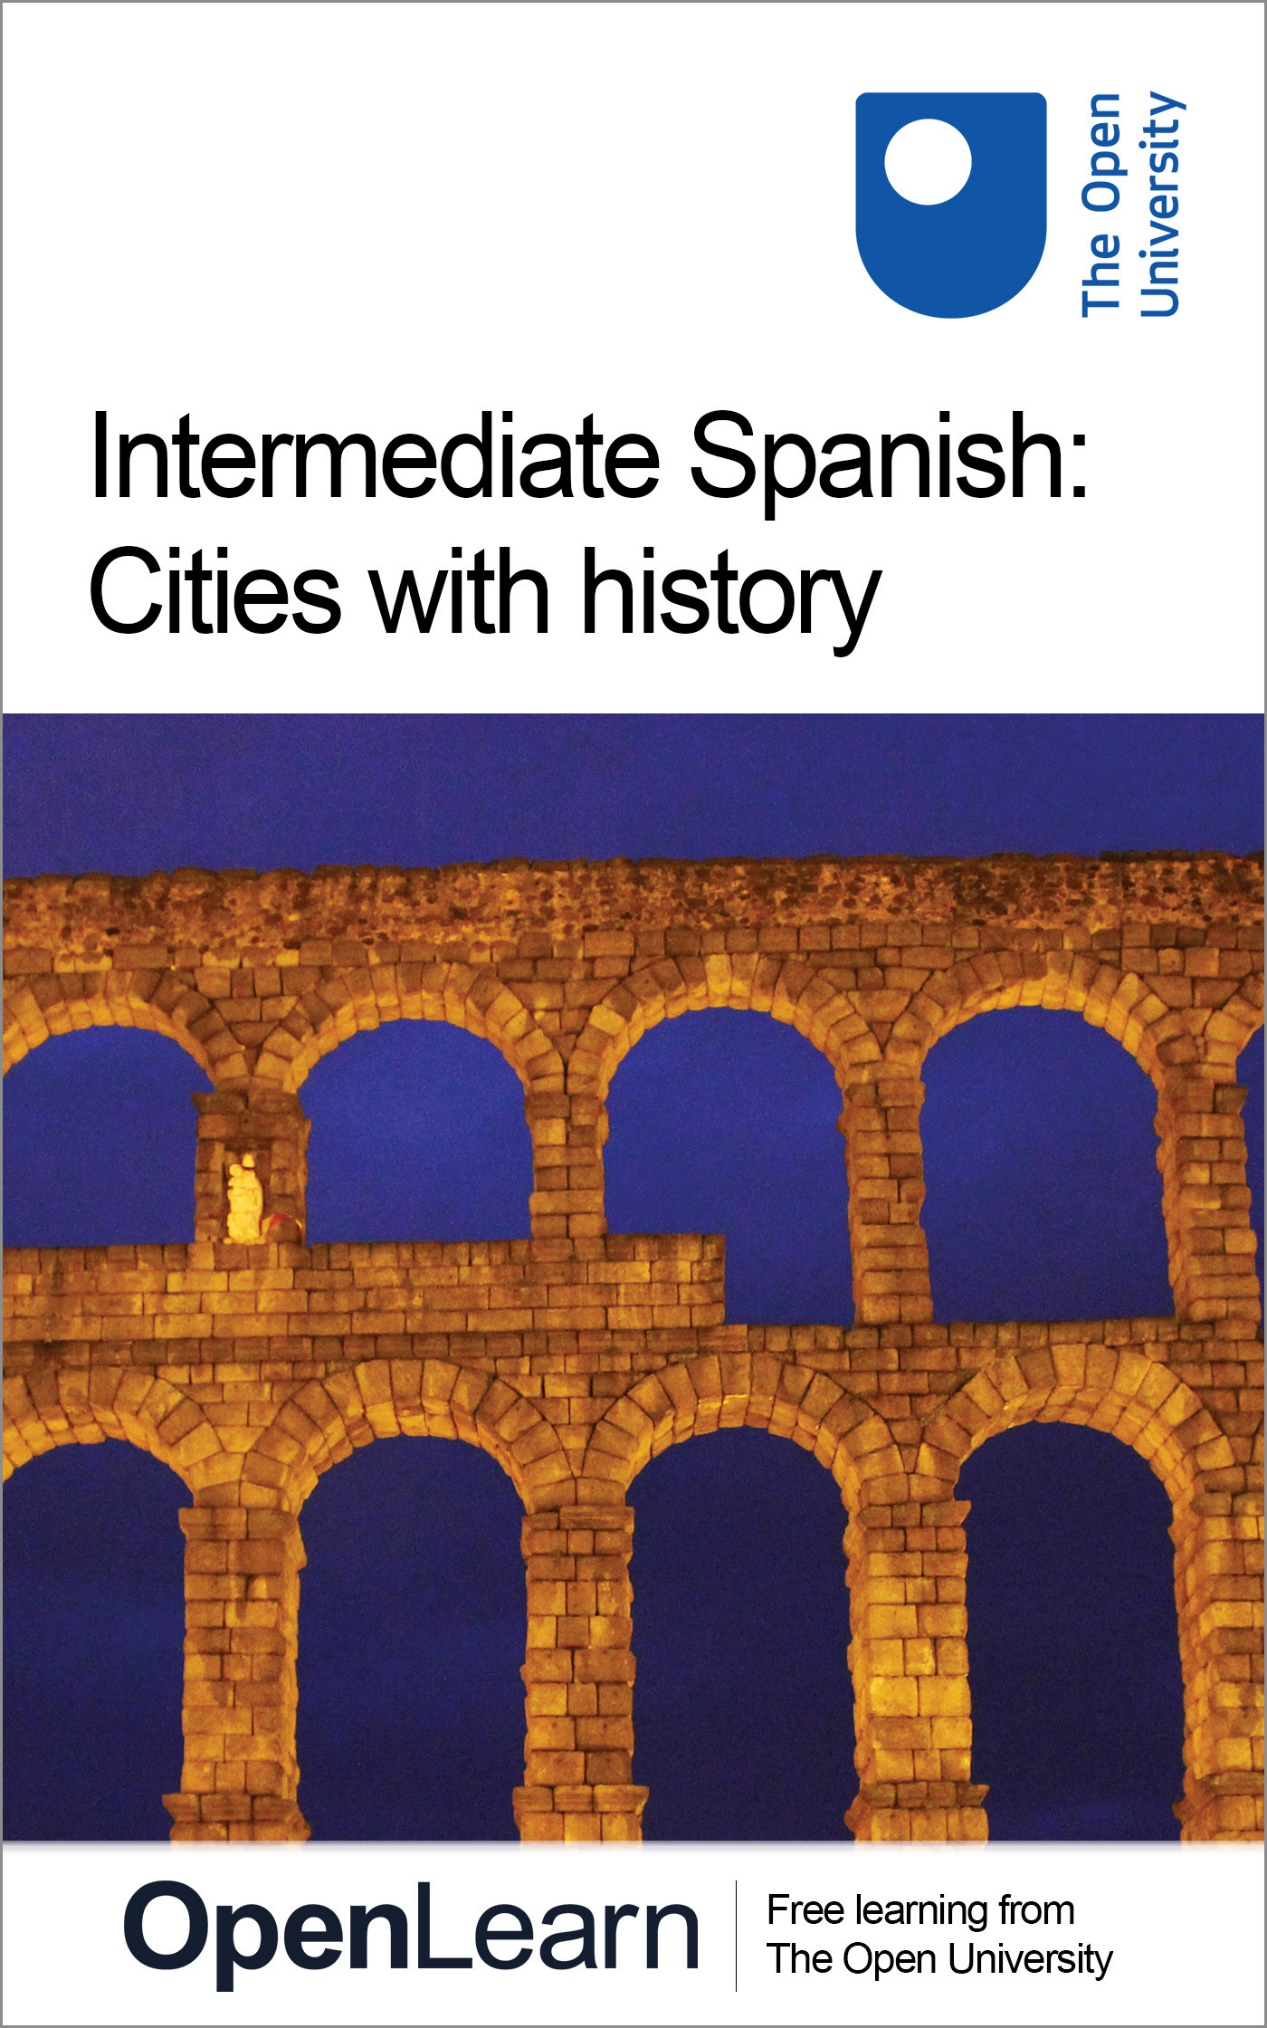 The Open
University
Intermediate Spanish:
Cities with history
OpenLearn
Free learning from
The Open University